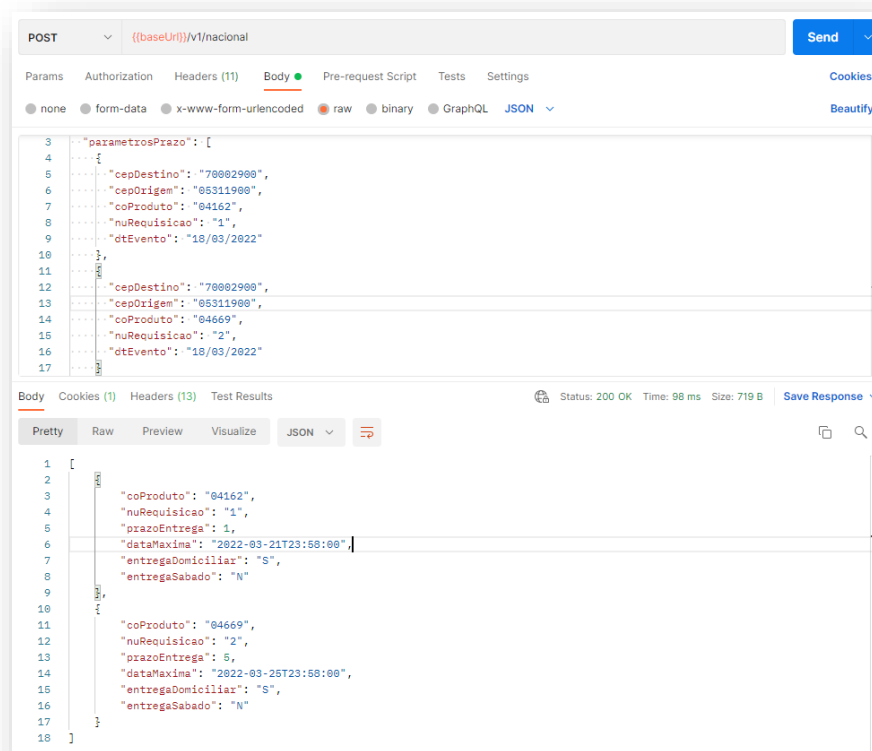 POST {{baseUrl}}/v1/nacional Send
Params Authorization Headers (11) Body Pre-request Script Tests Settings Cookies
none form-data x-www-form-urlencoded raw binary GraphQL JSON Beautify
3 "parametrosPrazo": [
4 {
5 "cepDestino": "70002900",
6 "cepOrigem": "05311900",
7 "coProduto": "04162",
8 "nuRequisicao": "1",
9 "dtEvento": "18/03/2022"
10 },
11 {
12 "cepDestino": "70002900",
13 "cepOrigem": "05311900",
14 "coProduto": "04669",
15 "nuRequisicao": "2",
16 "dtEvento": "18/03/2022"
17 }
Body Cookies (1) Headers (13) Test Results Status: 200 OK Time: 98 ms Size: 719 B Save Response
Pretty Raw Preview Visualize JSON
1 [
2 {
3 "coProduto": "04162",
4 "nuRequisicao": "1",
5 "prazoEntrega": 1,
6 "dataMaxima": "2022-03-21T23:58:00",
7 "entregaDomiciliar": "S",
8 "entregaSabado": "N"
9 },
10 {
11 "coProduto": "04669",
12 "nuRequisicao": "2",
13 "prazoEntrega": 5,
14 "dataMaxima": "2022-03-25T23:58:00",
15 "entregaDomiciliar": "S",
16 "entregaSabado": "N"
17 }
18 ]